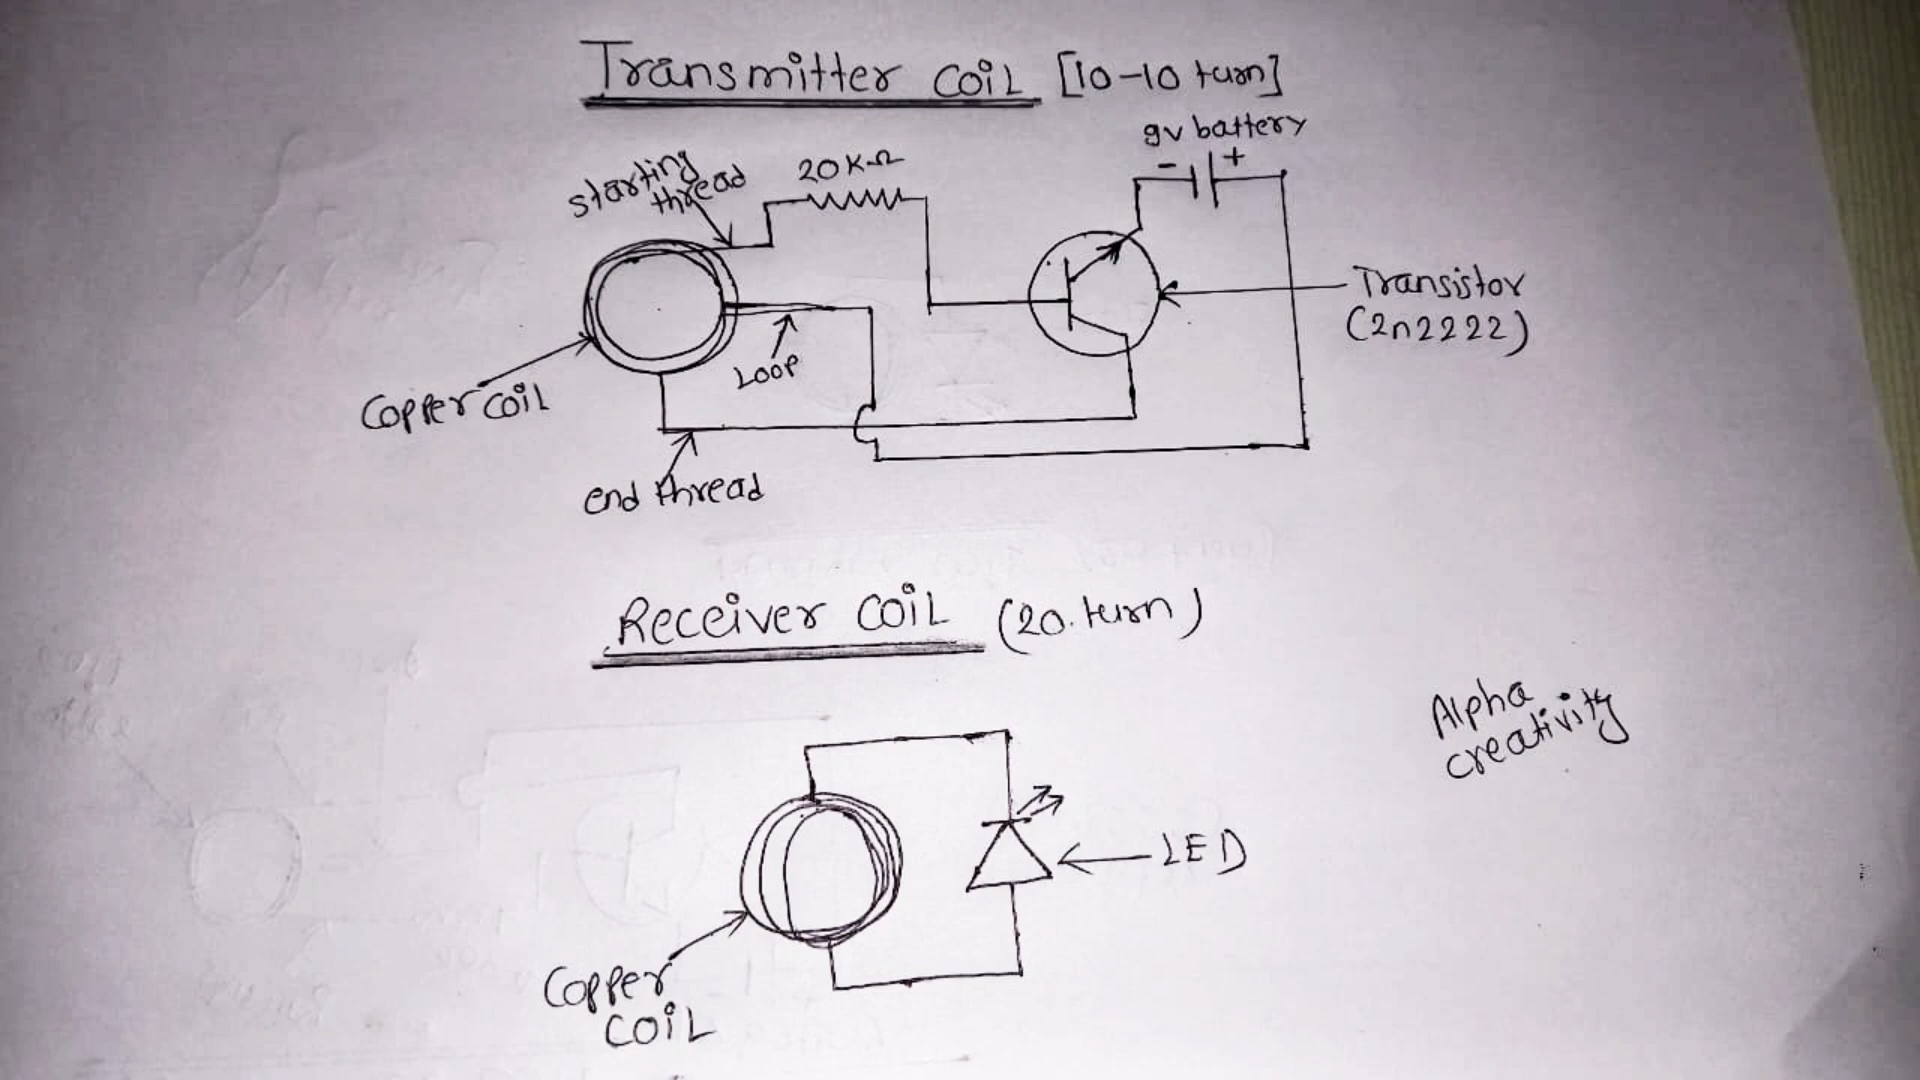 Transmitter coil [10-10 turn]
9v battery
- +
starting
thread
20K-Ω
Transistor
(2n2222)
Loop
Copper coil
end thread
Receiver coil (20.turn)
Alpha
creativity
LED
Copper
coil